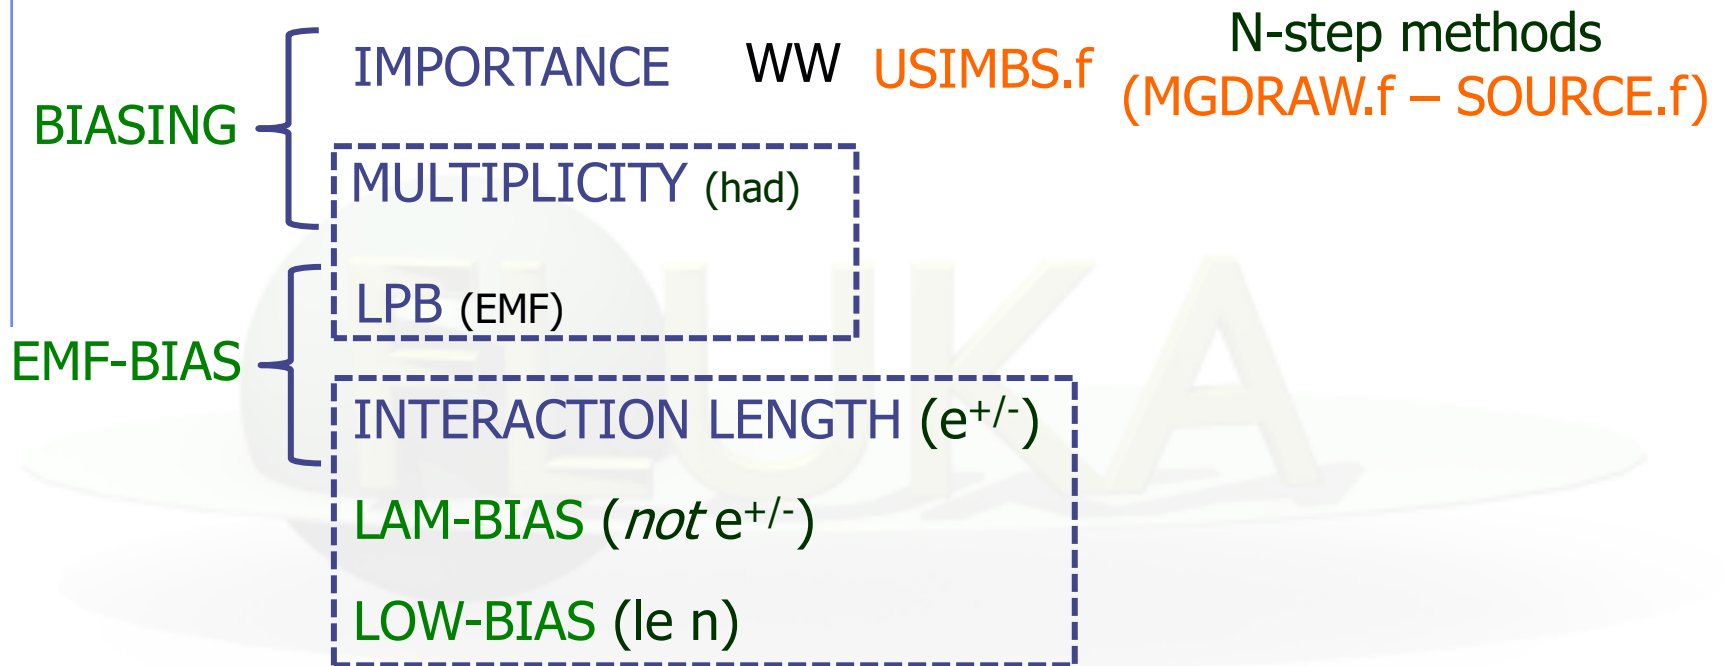 BIASING
IMPORTANCE WW USIMBS.f
N-step methods
(MGDRAW.f – SOURCE.f)
MULTIPLICITY (had)
LPB (EMF)
EMF-BIAS
INTERACTION LENGTH (e+/-)
LAM-BIAS (not e+/-)
LOW-BIAS (le n)
FLUKA